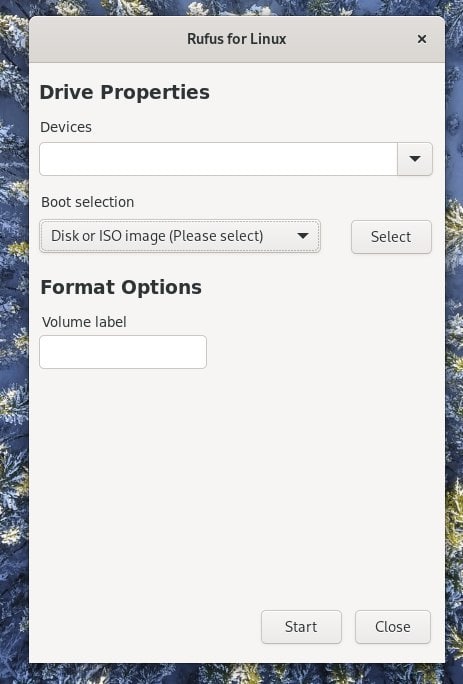 Rufus for Linux ×
Drive Properties
Devices
Boot selection
Disk or ISO image (Please select) Select
Format Options
Volume label
Start Close